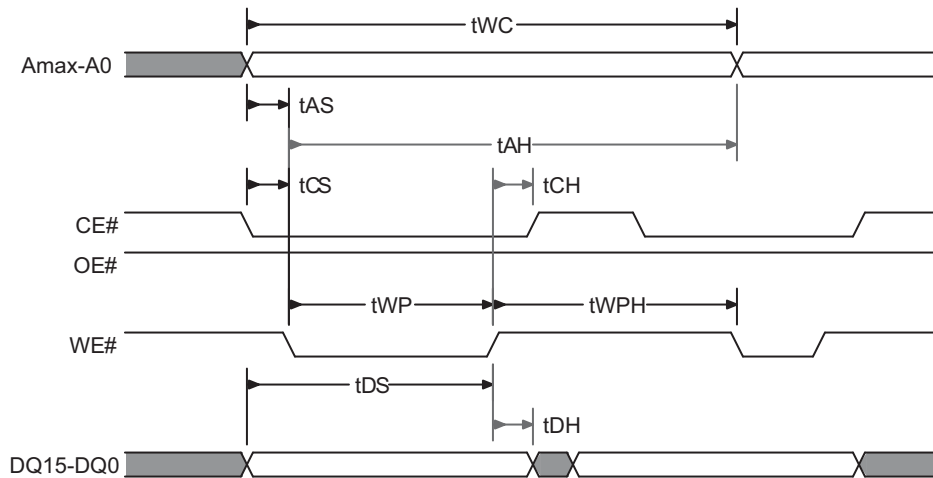 tWC
Amax-A0
tAS
tAH
tCS
tCH
CE#
OE#
tWP
tWPH
WE#
tDS
tDH
DQ15-DQ0